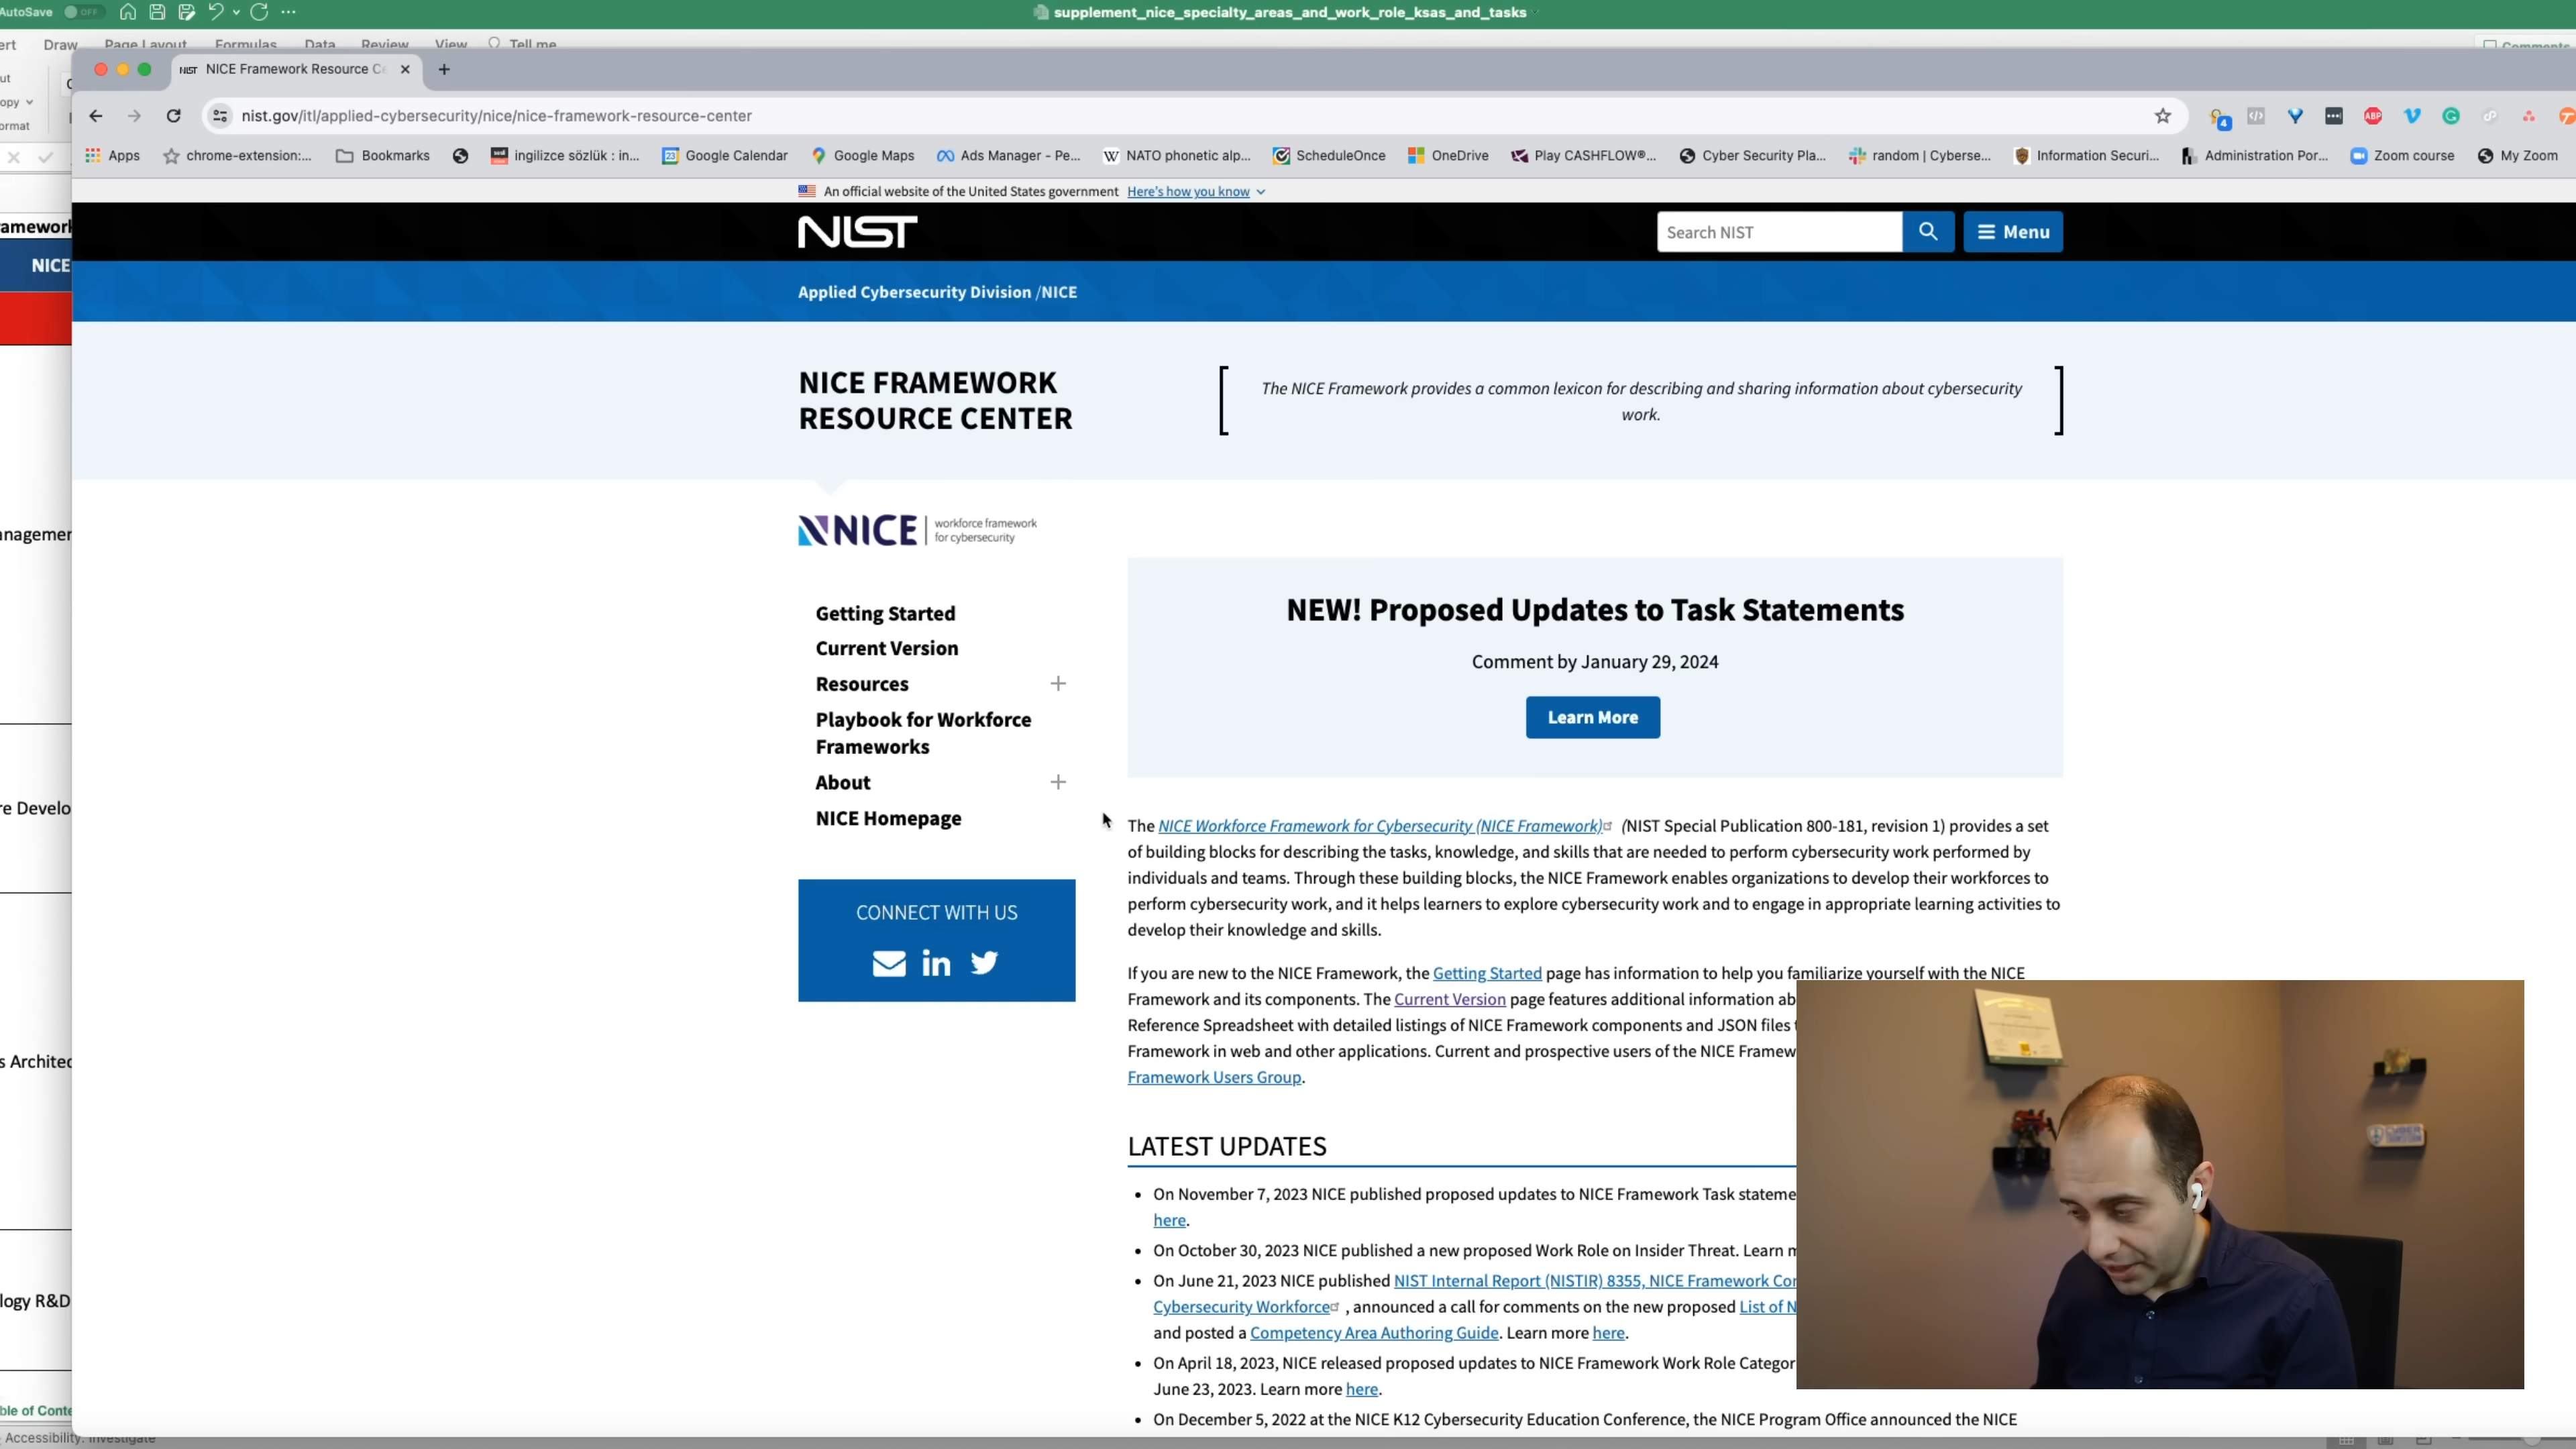 AutoSave OFF
supplement_nice_specialty_areas_and_work_role_ksas_and_tasks
Draw Page Layout Formulas Data Review View Tell me
Comments
NICE Framework Resource Ce
nist.gov/itl/applied-cybersecurity/nice/nice-framework-resource-center
4
ABP
Apps chrome-extension:... Bookmarks ingilizce sözlük : in... Google Calendar Google Maps Ads Manager - Pe... NATO phonetic alp... ScheduleOnce OneDrive Play CASHFLOW®... Cyber Security Pla... random | Cyberse... Information Securi... Administration Por... Zoom course My Zoom
An official website of the United States government Here's how you know
NIST
Search NIST
Menu
NICE
Applied Cybersecurity Division /NICE
NICE FRAMEWORK
RESOURCE CENTER
The NICE Framework provides a common lexicon for describing and sharing information about cybersecurity
work.
NICE workforce framework
for cybersecurity
Getting Started
Current Version
Resources
Playbook for Workforce
Frameworks
About
NICE Homepage
CONNECT WITH US
NEW! Proposed Updates to Task Statements
Comment by January 29, 2024
Learn More
The NICE Workforce Framework for Cybersecurity (NICE Framework) (NIST Special Publication 800-181, revision 1) provides a set
of building blocks for describing the tasks, knowledge, and skills that are needed to perform cybersecurity work performed by
individuals and teams. Through these building blocks, the NICE Framework enables organizations to develop their workforces to
perform cybersecurity work, and it helps learners to explore cybersecurity work and to engage in appropriate learning activities to
develop their knowledge and skills.
If you are new to the NICE Framework, the Getting Started page has information to help you familiarize yourself with the NICE
Framework and its components. The Current Version page features additional information ab
Reference Spreadsheet with detailed listings of NICE Framework components and JSON files
Framework in web and other applications. Current and prospective users of the NICE Framew
Framework Users Group.
LATEST UPDATES
• On November 7, 2023 NICE published proposed updates to NICE Framework Task stateme
here.
• On October 30, 2023 NICE published a new proposed Work Role on Insider Threat. Learn
• On June 21, 2023 NICE published NIST Internal Report (NISTIR) 8355, NICE Framework Co
Cybersecurity Workforce , announced a call for comments on the new proposed List of N
and posted a Competency Area Authoring Guide. Learn more here.
• On April 18, 2023, NICE released proposed updates to NICE Framework Work Role Categor
June 23, 2023. Learn more here.
• On December 5, 2022 at the NICE K12 Cybersecurity Education Conference, the NICE Program Office announced the NICE
amework
nagemen
re Develo
s Architec
logy R&D
ble of Conte
Accessibility: Investigate